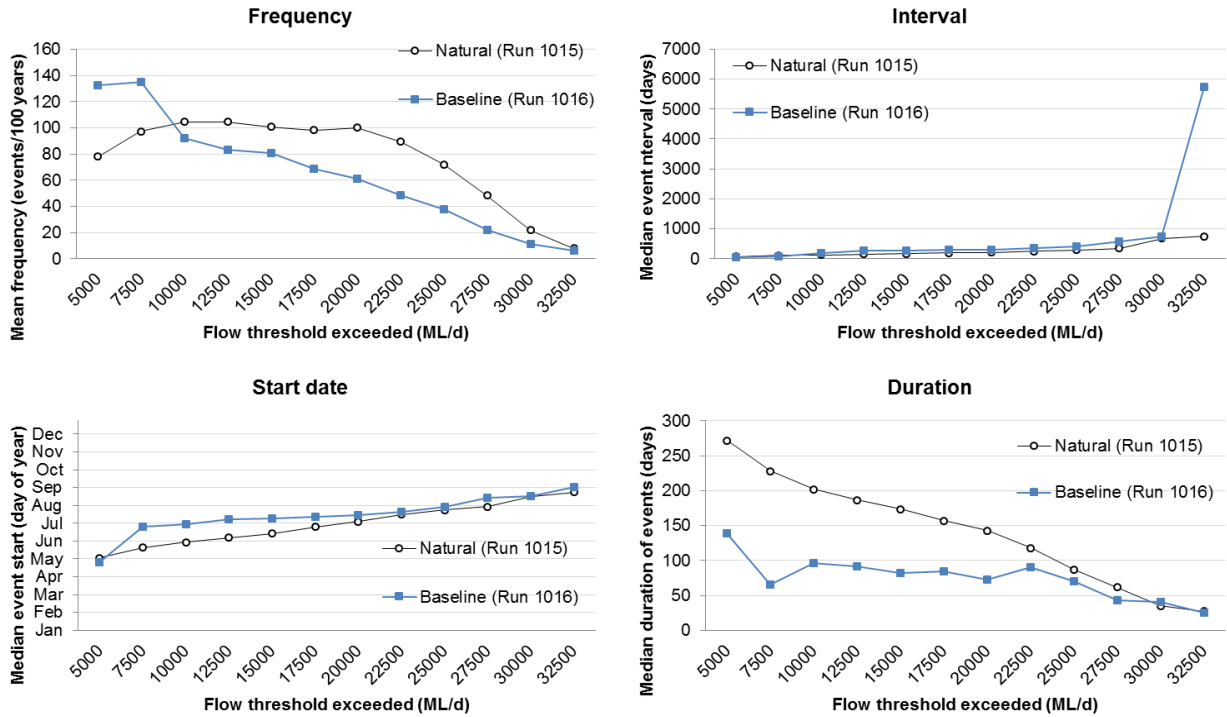 Frequency
Mean frequency (events/100 years)
160
140
120
100
80
60
40
20
0
Natural (Run 1015)
Baseline (Run 1016)
5000
7500
10000
12500
15000
17500
20000
22500
25000
27500
30000
32500
Flow threshold exceeded (ML/d)
Interval
Median event nterval (days)
7000
6000
5000
4000
3000
2000
1000
0
Natural (Run 1015)
Baseline (Run 1016)
5000
7500
10000
12500
15000
17500
20000
22500
25000
27500
30000
32500
Flow threshold exceeded (ML/d)
Start date
Median event start (day of year)
Dec
Nov
Oct
Sep
Aug
Jul
Jun
May
Apr
Mar
Feb
Jan
Natural (Run 1015)
Baseline (Run 1016)
5000
7500
10000
12500
15000
17500
20000
22500
25000
27500
30000
32500
Flow threshold exceeded (ML/d)
Duration
Median duration of events (days)
300
250
200
150
100
50
0
Natural (Run 1015)
Baseline (Run 1016)
5000
7500
10000
12500
15000
17500
20000
22500
25000
27500
30000
32500
Flow threshold exceeded (ML/d)